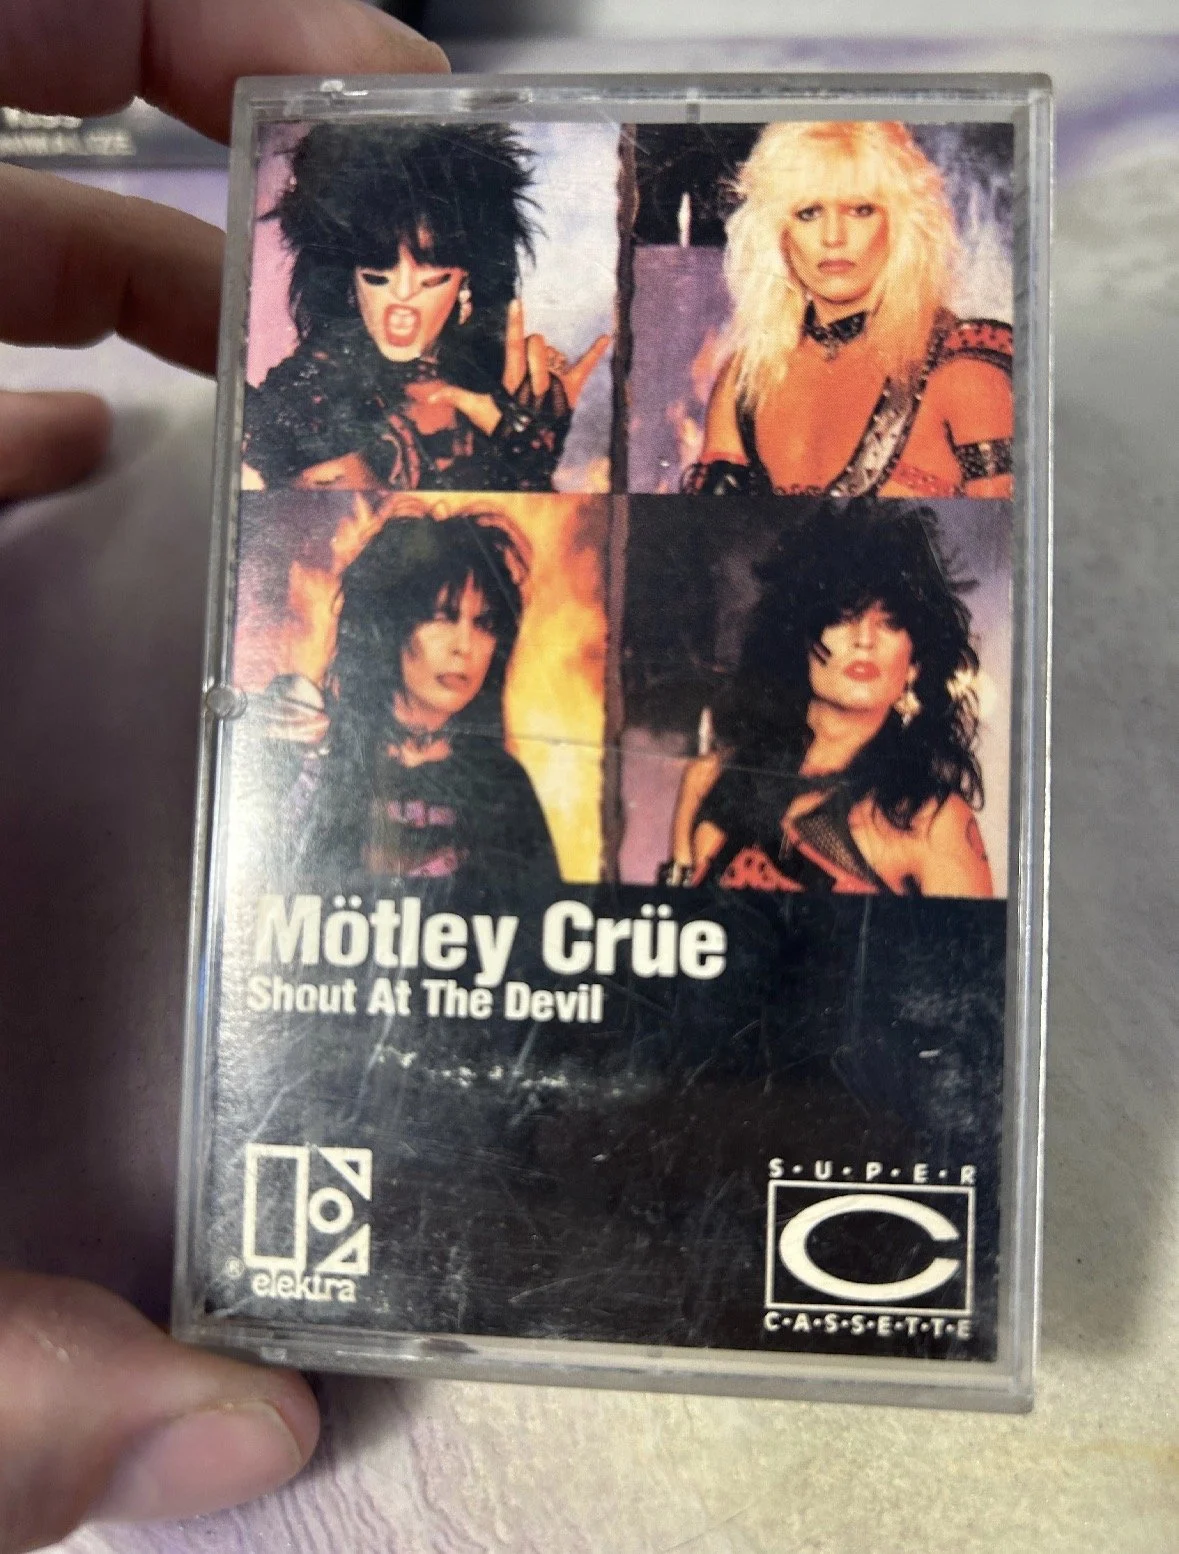 Mötley Crüe
Shout At The Devil
® elektra
S·U·P·E·R
C
C·A·S·S·E·T·T·E